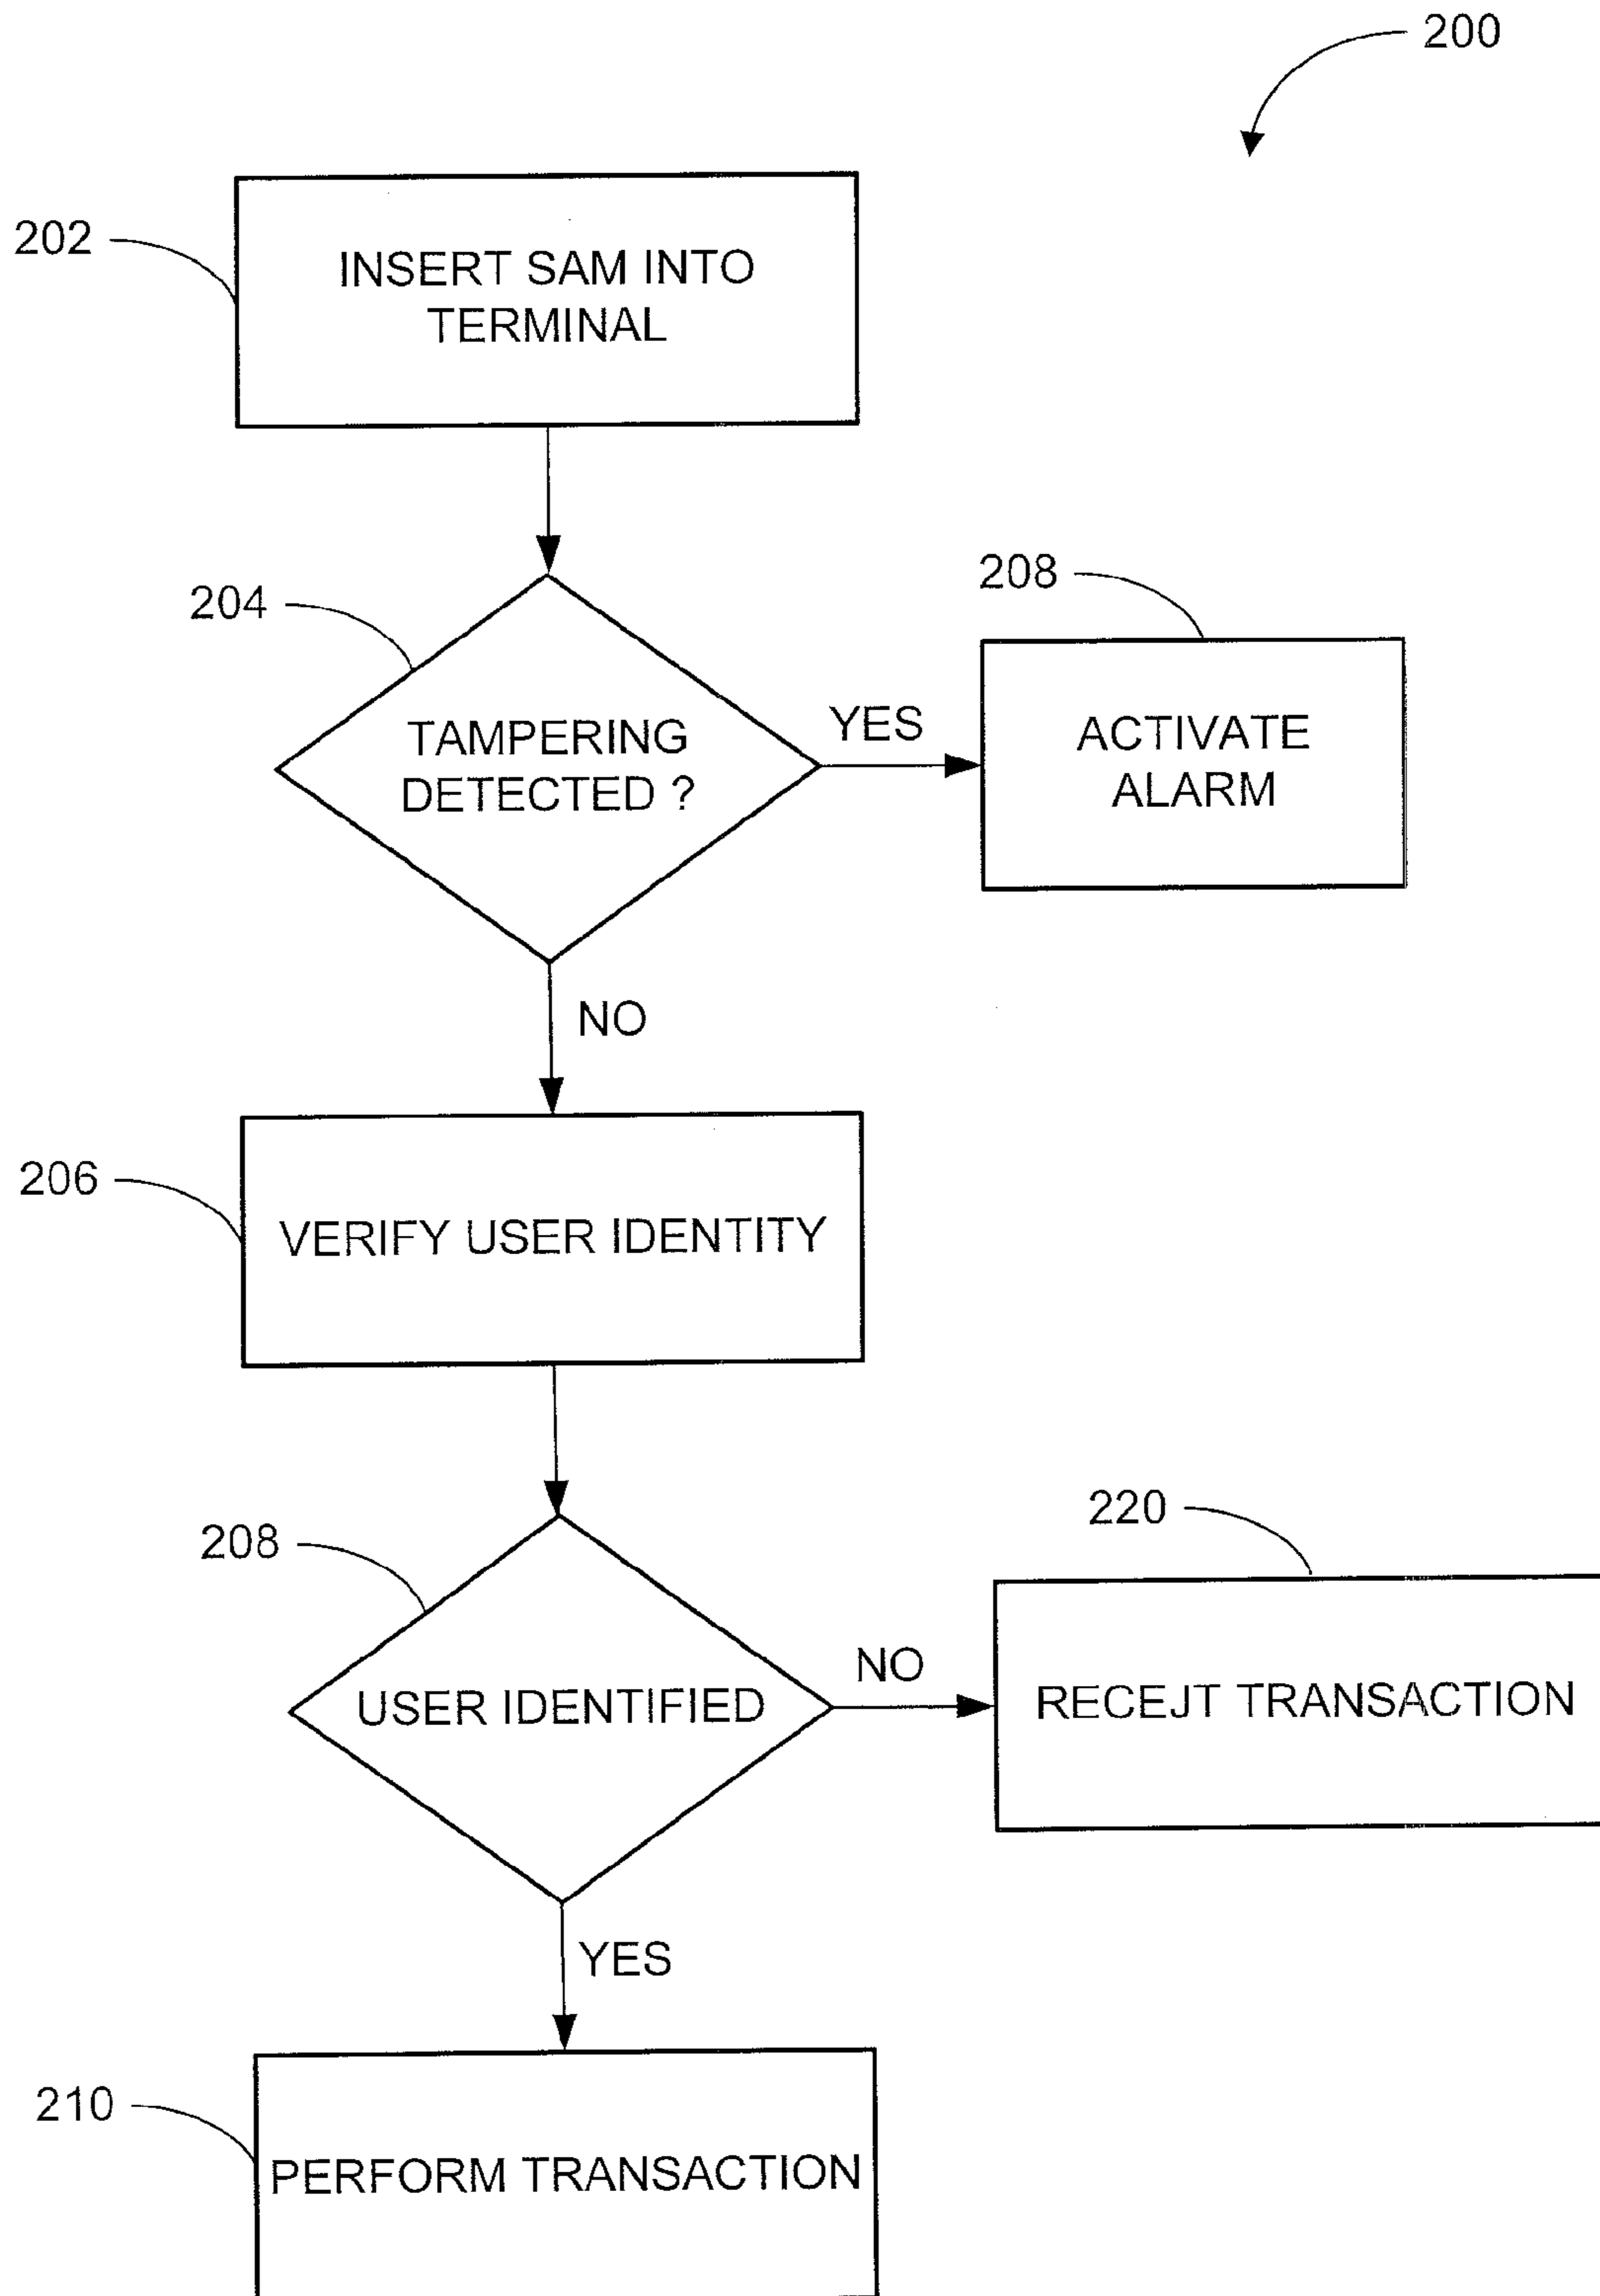 200
202
INSERT SAM INTO
TERMINAL
204
TAMPERING
DETECTED ?
YES
208
ACTIVATE
ALARM
NO
206
VERIFY USER IDENTITY
208
USER IDENTIFIED
NO
220
RECEJT TRANSACTION
YES
210
PERFORM TRANSACTION